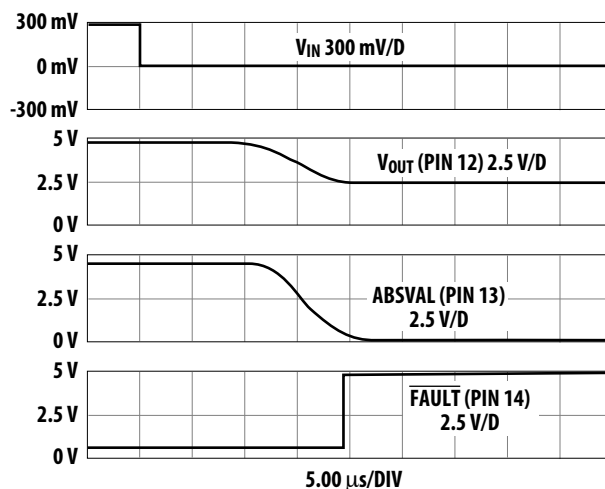 300 mV
V_IN 300 mV/D
0 mV
-300 mV
5 V
V_OUT (PIN 12) 2.5 V/D
2.5 V
0 V
5 V
ABSVAL (PIN 13)
2.5 V
2.5 V/D
0 V
5 V
FAULT (PIN 14)
2.5 V
2.5 V/D
0 V
5.00 μs/DIV